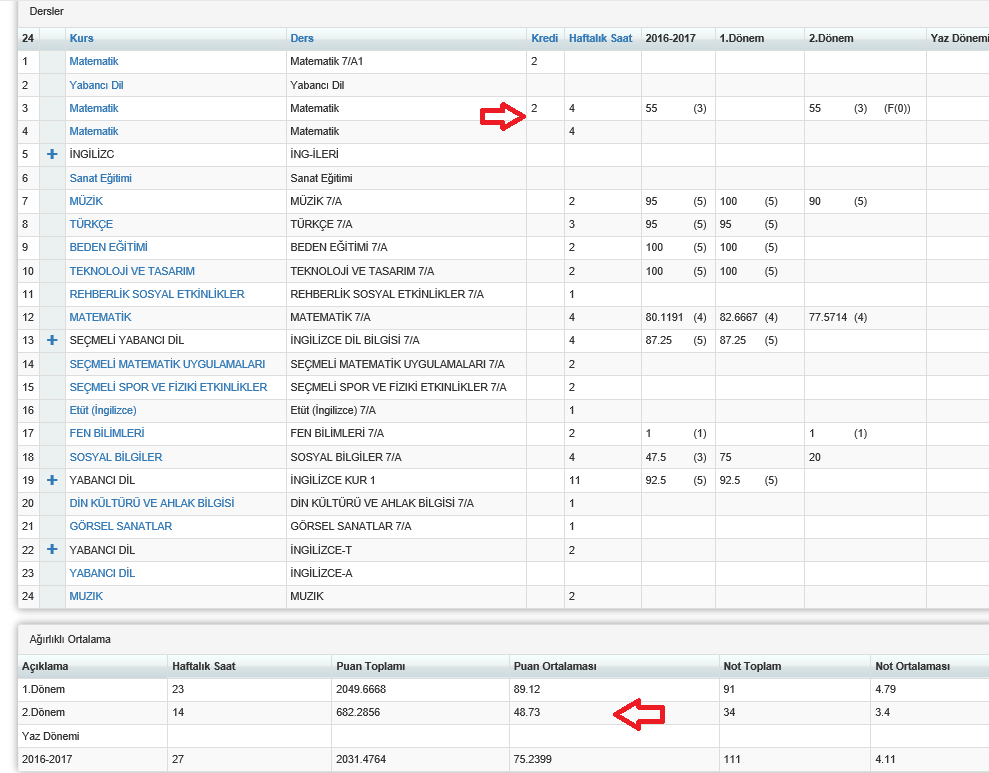 Dersler
24 Kurs Ders Kredi Haftalık Saat 2016-2017 1.Dönem 2.Dönem Yaz Dönemi
1 Matematik Matematik 7/A1 2
2 Yabancı Dil Yabancı Dil
3 Matematik Matematik 2 4 55 (3) 55 (3) (F(0))
4 Matematik Matematik 4
5 + İNGİLİZC İNG-İLERİ
6 Sanat Eğitimi Sanat Eğitimi
7 MÜZİK MÜZİK 7/A 2 95 (5) 100 (5) 90 (5)
8 TÜRKÇE TÜRKÇE 7/A 3 95 (5) 95 (5)
9 BEDEN EĞİTİMİ BEDEN EĞİTİMİ 7/A 2 100 (5) 100 (5)
10 TEKNOLOJİ VE TASARIM TEKNOLOJİ VE TASARIM 7/A 2 100 (5) 100 (5)
11 REHBERLİK SOSYAL ETKİNLİKLER REHBERLİK SOSYAL ETKİNLİKLER 7/A 1
12 MATEMATİK MATEMATİK 7/A 4 80.1191 (4) 82.6667 (4) 77.5714 (4)
13 + SEÇMELİ YABANCI DİL İNGİLİZCE DİL BİLGİSİ 7/A 4 87.25 (5) 87.25 (5)
14 SEÇMELİ MATEMATİK UYGULAMALARI SEÇMELİ MATEMATİK UYGULAMALARI 7/A 2
15 SEÇMELİ SPOR VE FİZIKİ ETKINLİKLER SEÇMELİ SPOR VE FİZIKİ ETKINLİKLER 7/A 2
16 Etüt (İngilizce) Etüt (İngilizce) 7/A 1
17 FEN BİLİMLERİ FEN BİLİMLERİ 7/A 2 1 (1) 1 (1)
18 SOSYAL BİLGİLER SOSYAL BİLGİLER 7/A 4 47.5 (3) 75 20
19 + YABANCI DİL İNGİLİZCE KUR 1 11 92.5 (5) 92.5 (5)
20 DİN KÜLTÜRÜ VE AHLAK BİLGİSİ DİN KÜLTÜRÜ VE AHLAK BİLGİSİ 7/A 1
21 GÖRSEL SANATLAR GÖRSEL SANATLAR 7/A 1
22 + YABANCI DİL İNGİLİZCE-T 2
23 YABANCI DİL İNGİLİZCE-A
24 MUZIK MUZIK 2
Ağırlıklı Ortalama
Açıklama Haftalık Saat Puan Toplamı Puan Ortalaması Not Toplam Not Ortalaması
1.Dönem 23 2049.6668 89.12 91 4.79
2.Dönem 14 682.2856 48.73 34 3.4
Yaz Dönemi
2016-2017 27 2031.4764 75.2399 111 4.11